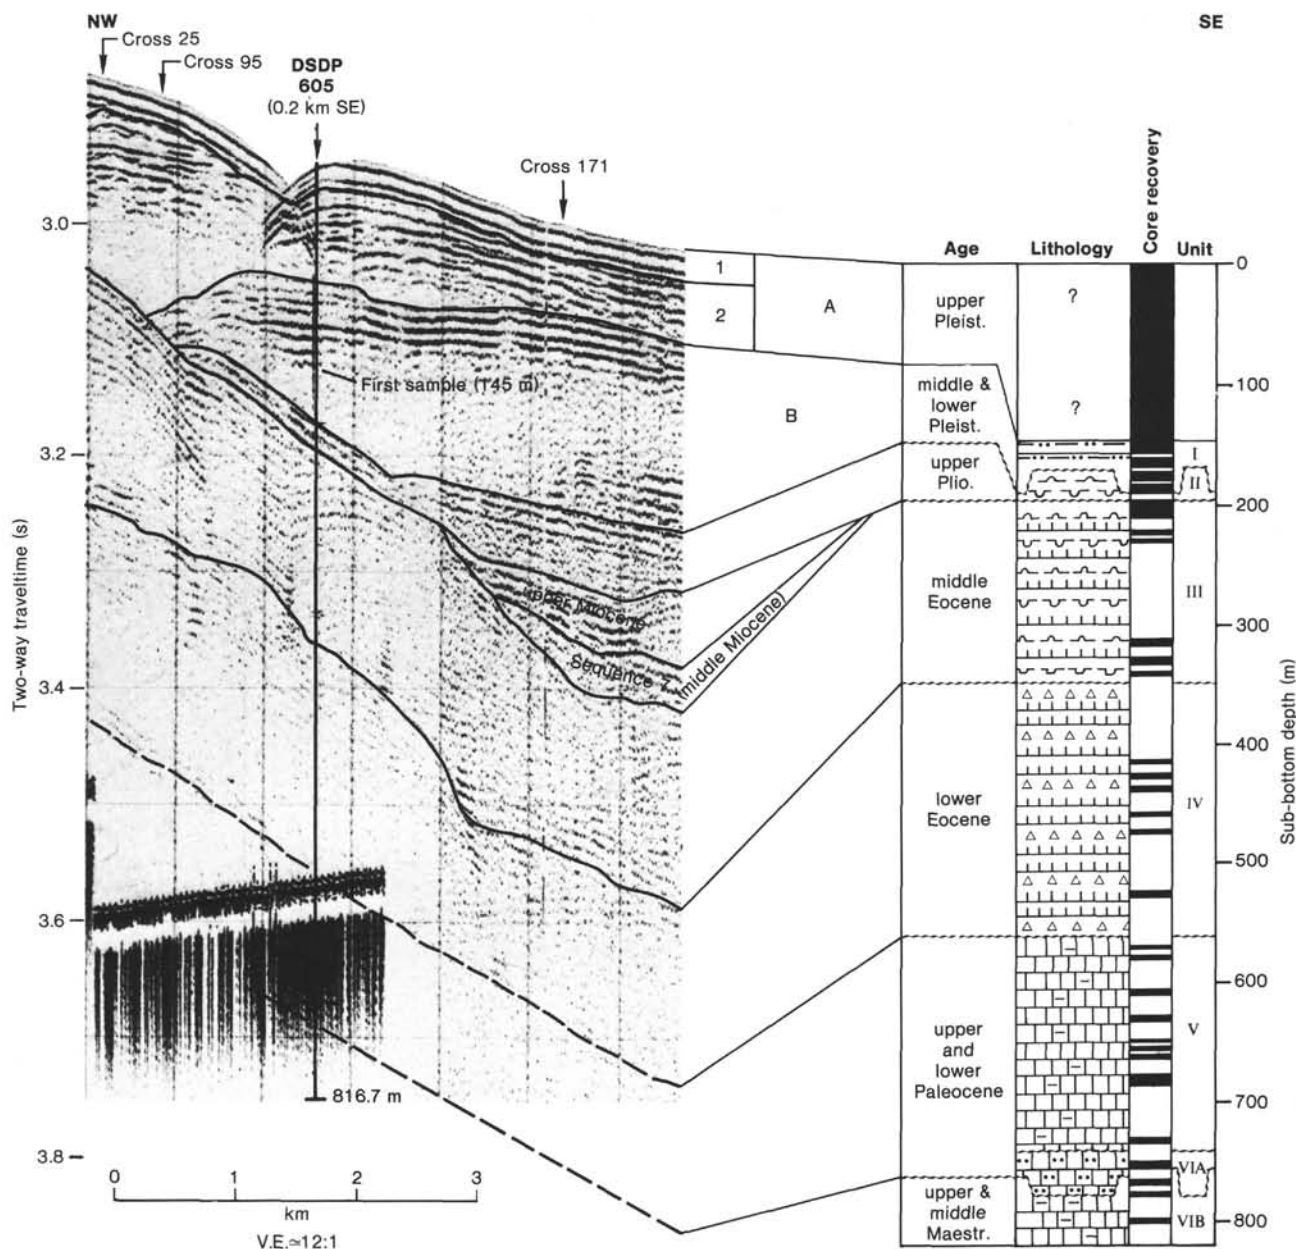 NW
SE
Cross 25
Cross 95
DSDP
605
(0.2 km SE)
Cross 171
Two-way traveltime (s)
3.0
3.2
3.4
3.6
3.8
First sample (145 m)
upper Miocene
Sequence ?
(middle Miocene)
816.7 m
0
1
2
3
km
V.E.≃12:1
1
2
A
B
Age
Lithology
Core recovery
Unit
upper
Pleist.
middle &
lower
Pleist.
upper
Plio.
middle
Eocene
lower
Eocene
upper
and
lower
Paleocene
upper &
middle
Maestr.
?
?
I
II
III
IV
V
VIA
VIB
0
100
200
300
400
500
600
700
800
Sub-bottom depth (m)